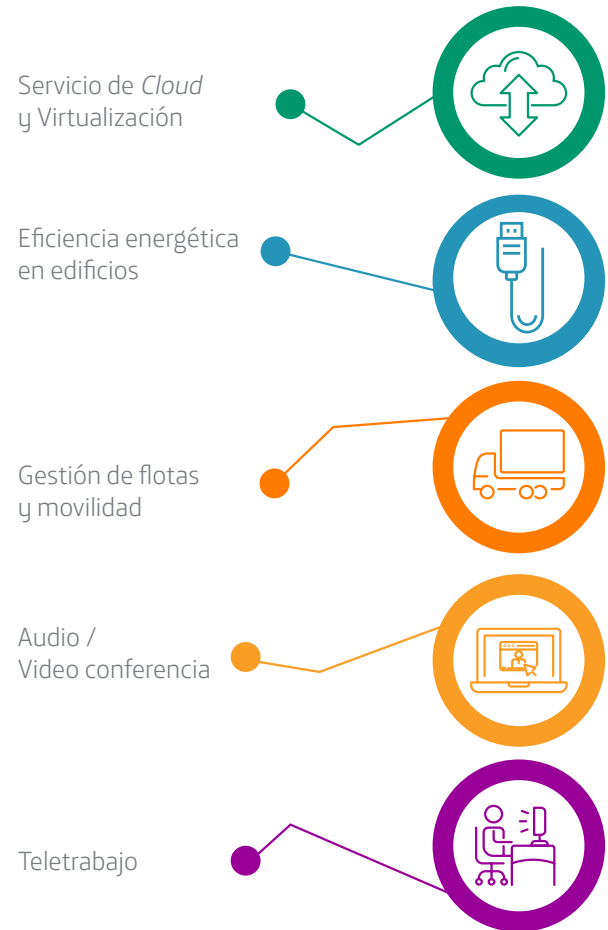 Servicio de Cloud
y Virtualización
Eficiencia energética
en edificios
Gestión de flotas
y movilidad
Audio /
Video conferencia
Teletrabajo